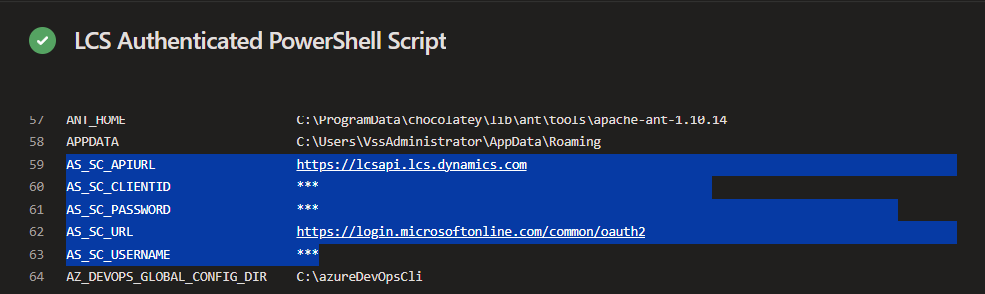 LCS Authenticated PowerShell Script
57 ANT_HOME C:\ProgramData\chocolatey\lib\ant\tools\apache-ant-1.10.14
58 APPDATA C:\Users\VssAdministrator\AppData\Roaming
59 AS_SC_APIURL https://lcsapi.lcs.dynamics.com
60 AS_SC_CLIENTID ***
61 AS_SC_PASSWORD ***
62 AS_SC_URL https://login.microsoftonline.com/common/oauth2
63 AS_SC_USERNAME ***
64 AZ_DEVOPS_GLOBAL_CONFIG_DIR C:\azureDevOpsCli